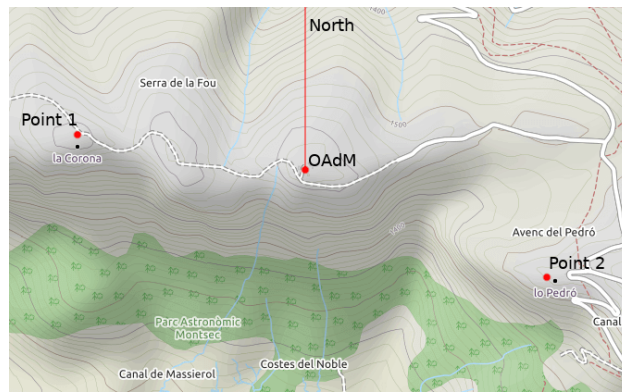 1400
North
Serra de la Fou
Point 1
1500
la Corona
OAdM
Avenc del Pedró
Point 2
lo Pedró
Parc Astronòmic
Montsec
Canal
Costes del Noble
Canal de Massierol